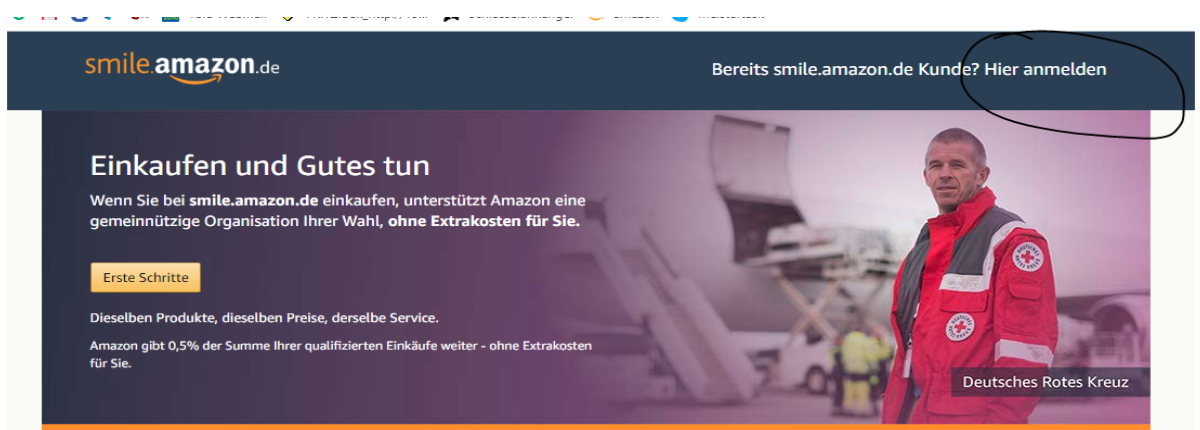 smile.amazon.de
Bereits smile.amazon.de Kunde? Hier anmelden
Einkaufen und Gutes tun
Wenn Sie bei smile.amazon.de einkaufen, unterstützt Amazon eine
gemeinnützige Organisation Ihrer Wahl, ohne Extrakosten für Sie.
Erste Schritte
Dieselben Produkte, dieselben Preise, derselbe Service.
Amazon gibt 0,5% der Summe Ihrer qualifizierten Einkäufe weiter - ohne Extrakosten
für Sie.
Deutsches Rotes Kreuz